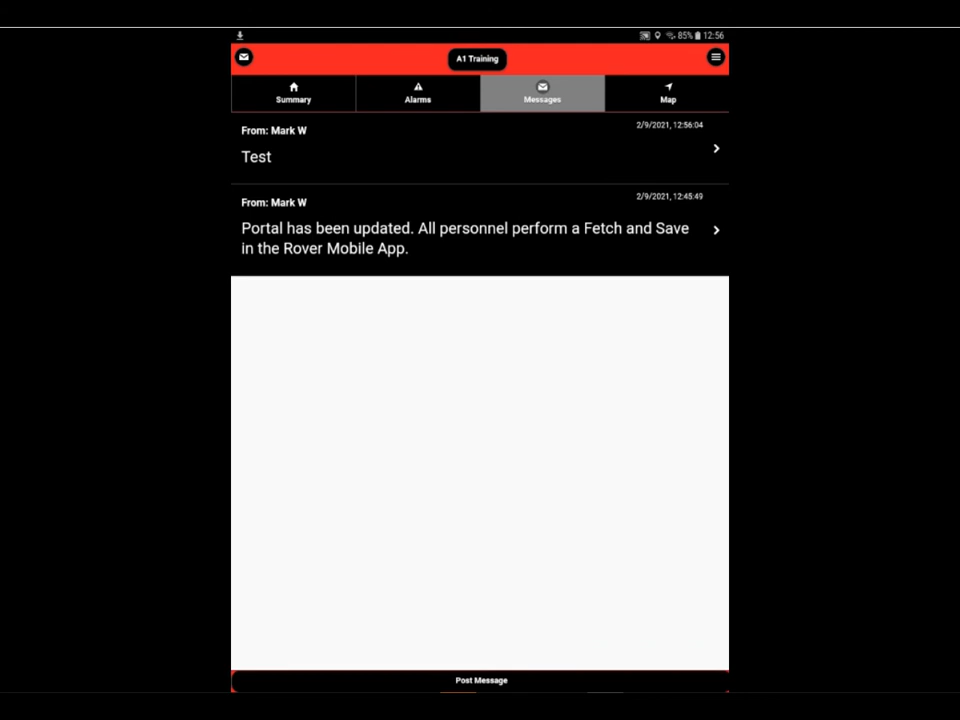 85% 12:56
A1 Training
Summary Alarms Messages Map
From: Mark W 2/9/2021, 12:56:04
Test
From: Mark W 2/9/2021, 12:45:49
Portal has been updated. All personnel perform a Fetch and Save
in the Rover Mobile App.
Post Message